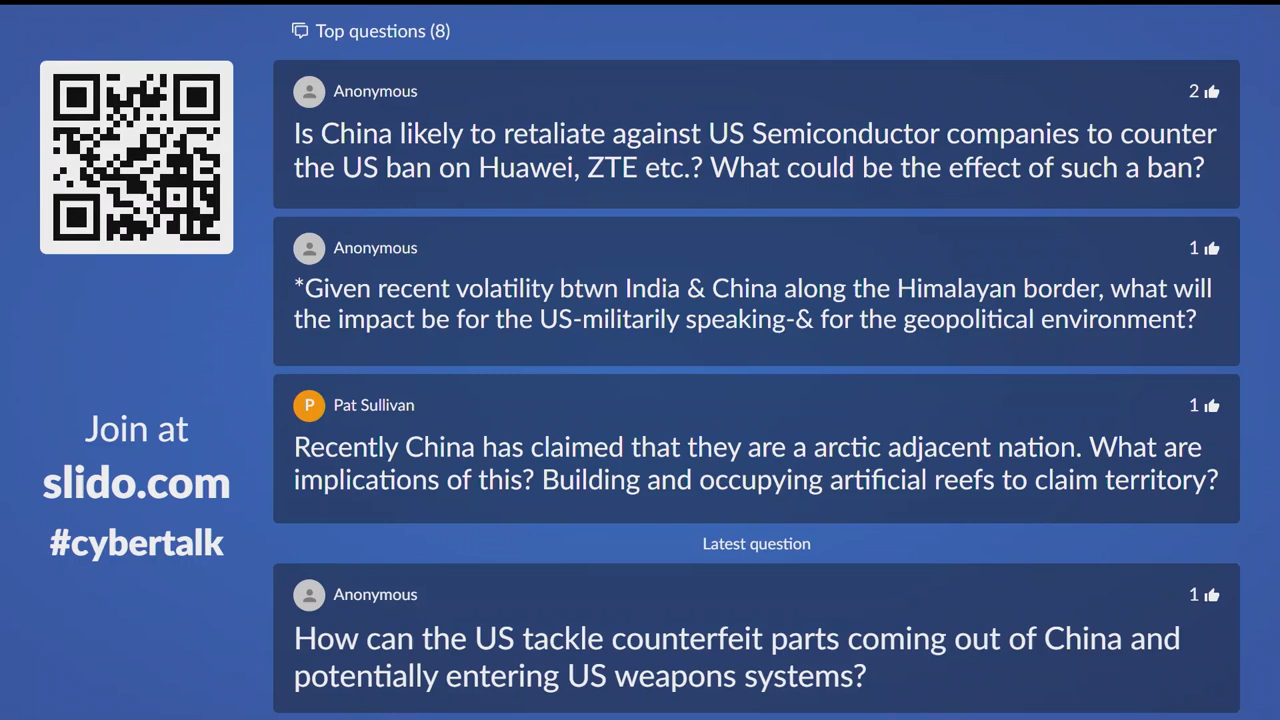 Top questions (8)
Anonymous
2
Is China likely to retaliate against US Semiconductor companies to counter
the US ban on Huawei, ZTE etc.? What could be the effect of such a ban?
Anonymous
1
*Given recent volatility btwn India & China along the Himalayan border, what will
the impact be for the US-militarily speaking-& for the geopolitical environment?
P
Pat Sullivan
1
Recently China has claimed that they are a arctic adjacent nation. What are
implications of this? Building and occupying artificial reefs to claim territory?
Join at
slido.com
#cybertalk
Latest question
Anonymous
1
How can the US tackle counterfeit parts coming out of China and
potentially entering US weapons systems?